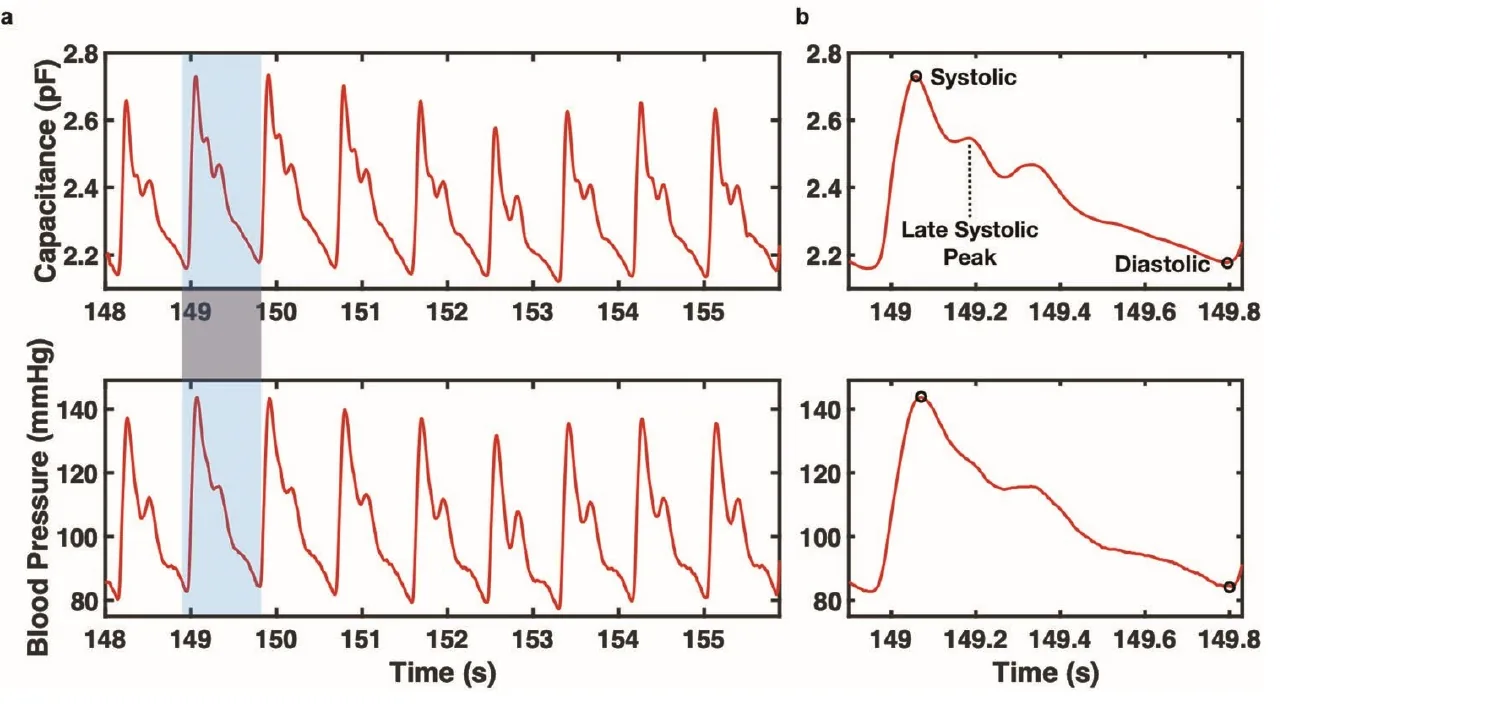 a
b
Capacitance (pF)
2.8
2.6
2.4
2.2
148 149 150 151 152 153 154 155
2.8
2.6
2.4
2.2
Systolic
Late Systolic
Peak
Diastolic
149 149.2 149.4 149.6 149.8
Blood Pressure (mmHg)
140
120
100
80
148 149 150 151 152 153 154 155
Time (s)
140
120
100
80
149 149.2 149.4 149.6 149.8
Time (s)